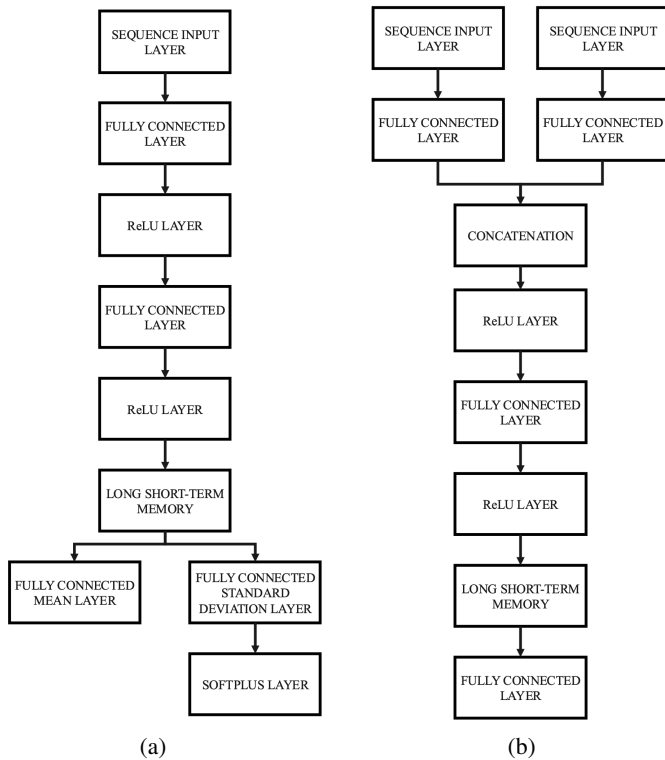 SEQUENCE INPUT
LAYER
FULLY CONNECTED
LAYER
ReLU LAYER
FULLY CONNECTED
LAYER
ReLU LAYER
LONG SHORT-TERM
MEMORY
FULLY CONNECTED
MEAN LAYER
FULLY CONNECTED
STANDARD
DEVIATION LAYER
SOFTPLUS LAYER
(a)
SEQUENCE INPUT
LAYER
SEQUENCE INPUT
LAYER
FULLY CONNECTED
LAYER
FULLY CONNECTED
LAYER
CONCATENATION
ReLU LAYER
FULLY CONNECTED
LAYER
ReLU LAYER
LONG SHORT-TERM
MEMORY
FULLY CONNECTED
LAYER
(b)